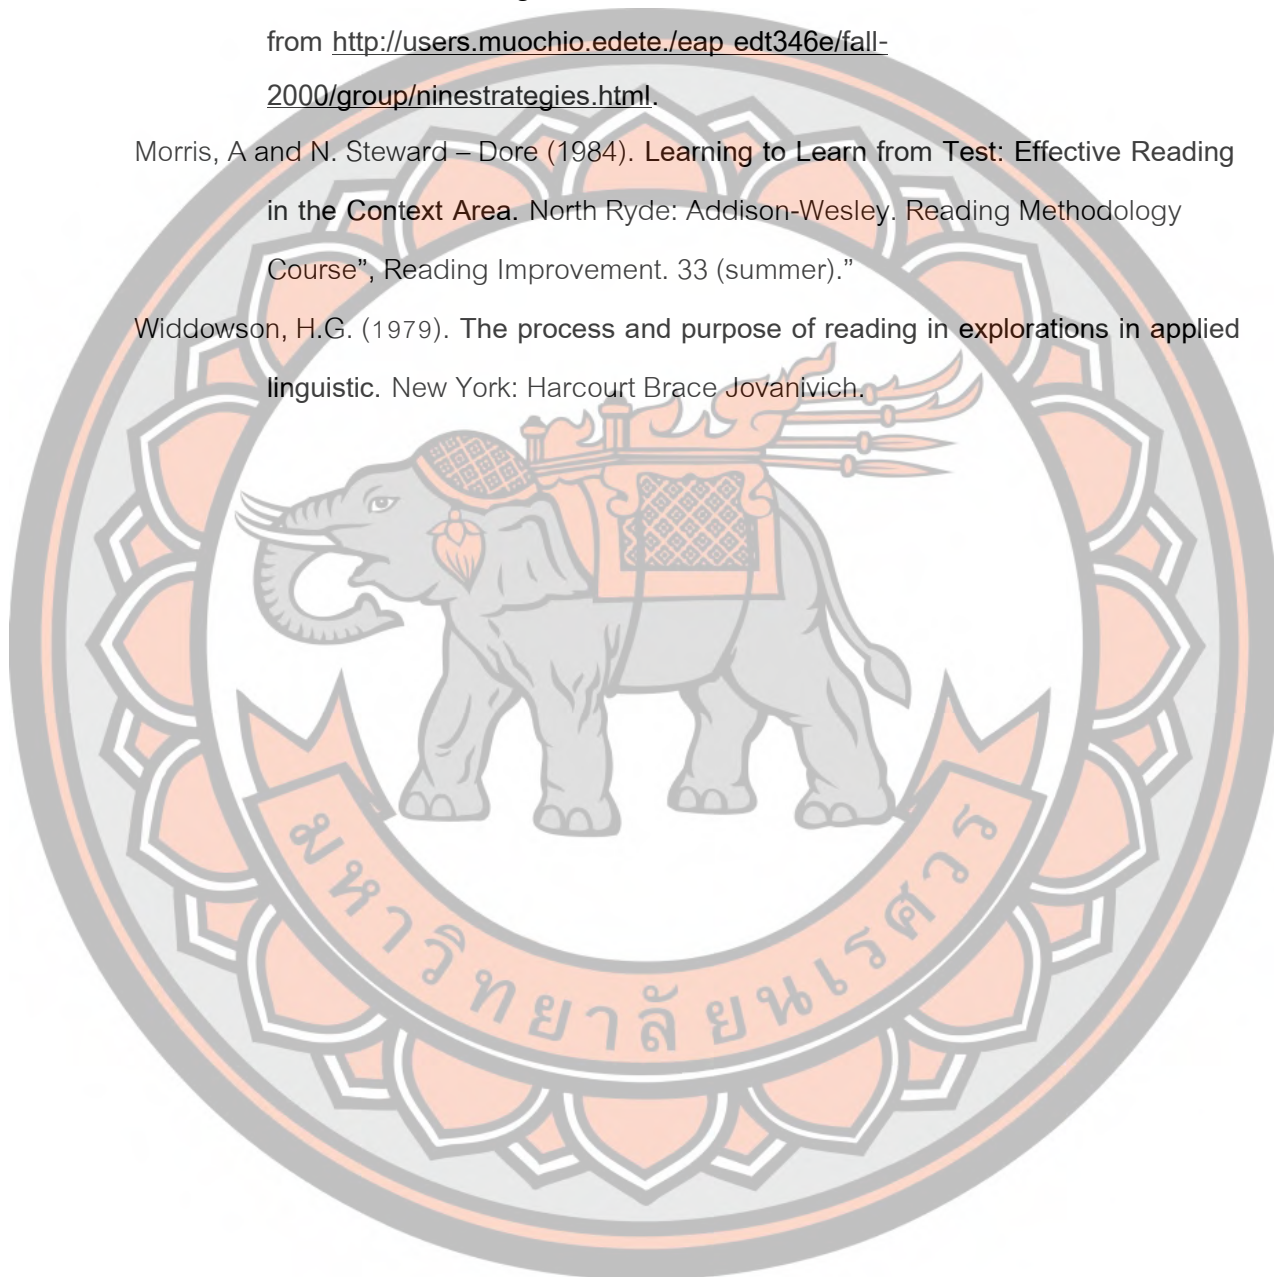 from http://users.muochio.edete./eap edt346e/fall-
2000/group/ninestrategies.html.
Morris, A and N. Steward – Dore (1984). Learning to Learn from Test: Effective Reading
in the Context Area. North Ryde: Addison-Wesley. Reading Methodology
Course”, Reading Improvement. 33 (summer).”
Widdowson, H.G. (1979). The process and purpose of reading in explorations in applied
linguistic. New York: Harcourt Brace Jovanivich.
มหาวิทยาลัยนเรศวร